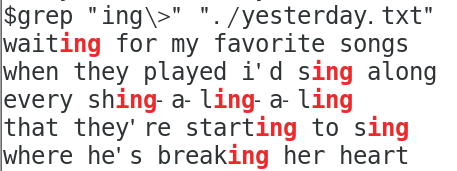 $grep "ing\>" "./yesterday.txt"
waiting for my favorite songs
when they played i'd sing along
every shing-a-ling-a-ling
that they're starting to sing
where he's breaking her heart